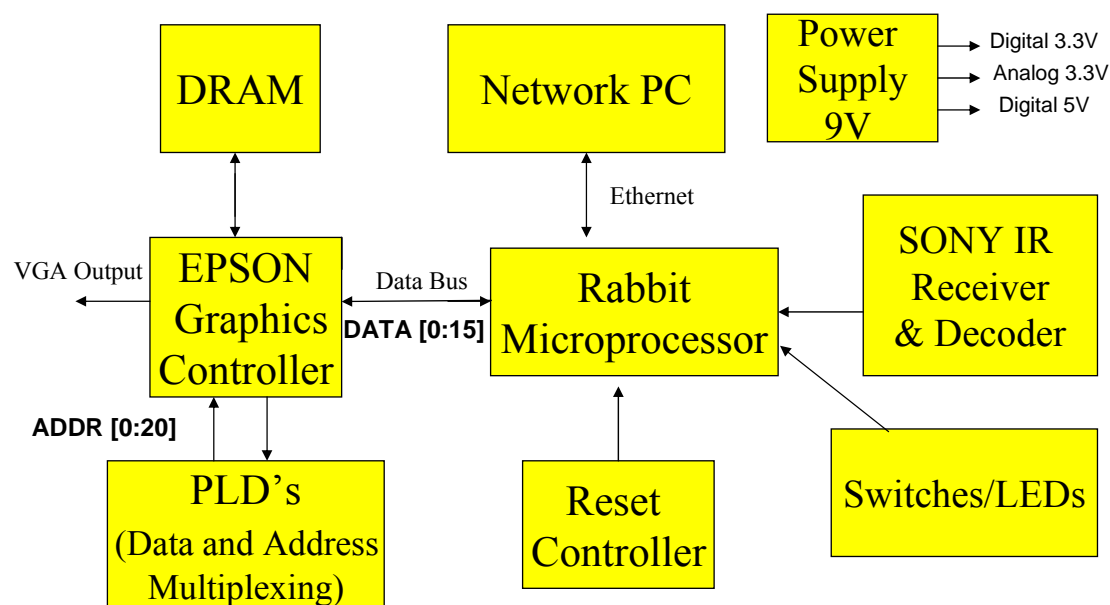 DRAM
Network PC
Power
Supply
9V
Digital 3.3V
Analog 3.3V
Digital 5V
Ethernet
VGA Output
EPSON
Graphics
Controller
Data Bus
DATA [0:15]
Rabbit
Microprocessor
SONY IR
Receiver
& Decoder
ADDR [0:20]
PLD’s
(Data and Address
Multiplexing)
Reset
Controller
Switches/LEDs